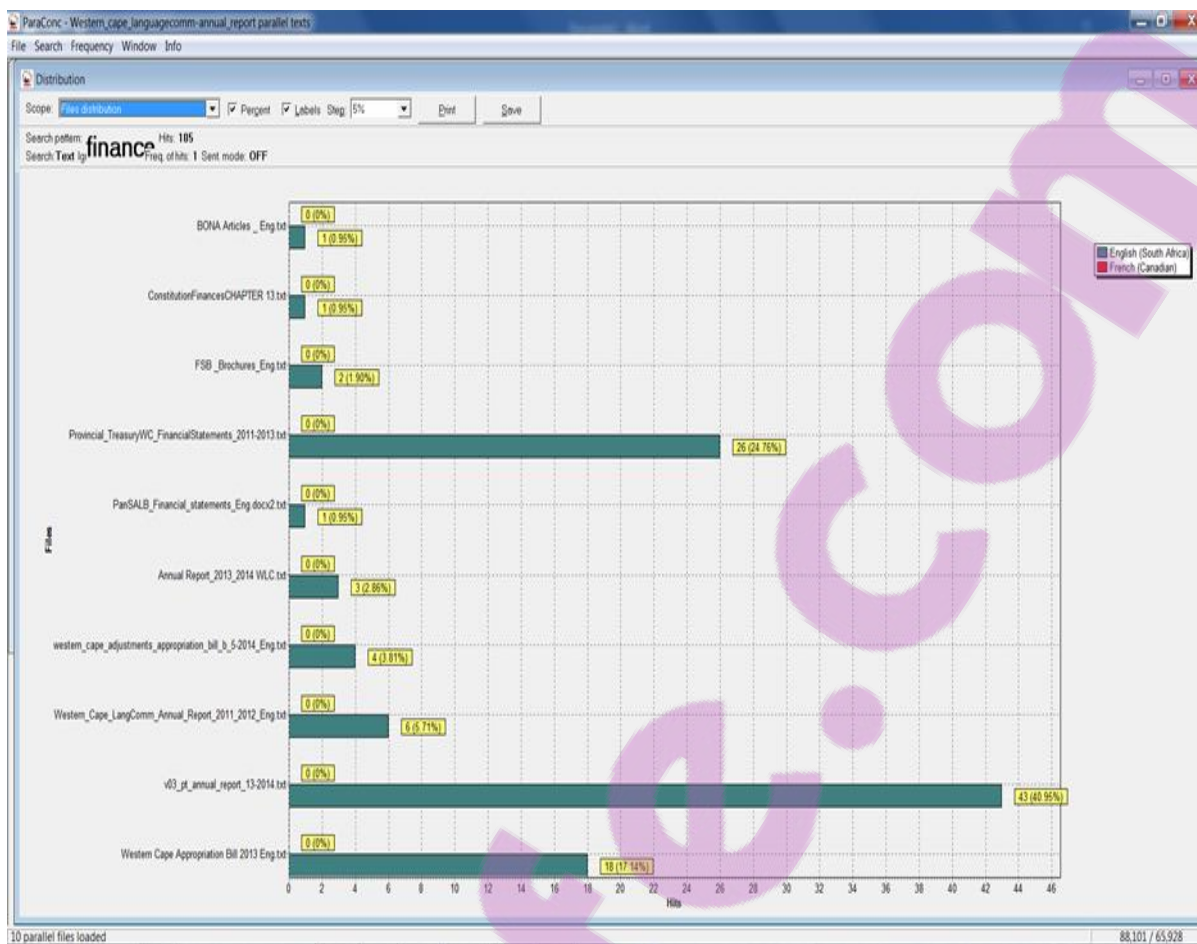 ParaConc - Western_cape_languagecomm-annual_report parallel texts
File Search Frequency Window Info
Distribution
Scope: Files distribution Percent Labels Step: 5% Print Save
Search pattern: finance Hits: 105
Search: Text Freq. of hits: 1 Sent mode: OFF
BONA Articles _ Eng.txt
0 (0%)
1 (0.95%)
English (South Africa)
French (Canadian)
ConstitutionFinancesCHAPTER 13.txt
0 (0%)
1 (0.95%)
FSB _Brochures_Eng.txt
0 (0%)
2 (1.90%)
Provincial_TreasuryWC_FinancialStatements_2011-2013.txt
0 (0%)
26 (24.76%)
PanSALB_Financial_statements_Eng.docx2.txt
0 (0%)
1 (0.95%)
Files
Annual Report_2013_2014 WLC.txt
0 (0%)
3 (2.86%)
western_cape_adjustments_appropriation_bill_b_5-2014_Eng.txt
0 (0%)
4 (3.81%)
Western_Cape_LangComm_Annual_Report_2011_2012_Eng.txt
0 (0%)
6 (5.71%)
v03_pt_annual_report_13-2014.txt
0 (0%)
43 (40.95%)
Western Cape Appropriation Bill 2013 Eng.txt
0 (0%)
18 (17.14%)
0 2 4 6 8 10 12 14 16 18 20 22 24 26 28 30 32 34 36 38 40 42 44 46
Hits
10 parallel files loaded 88,101 / 65,928
fe.com